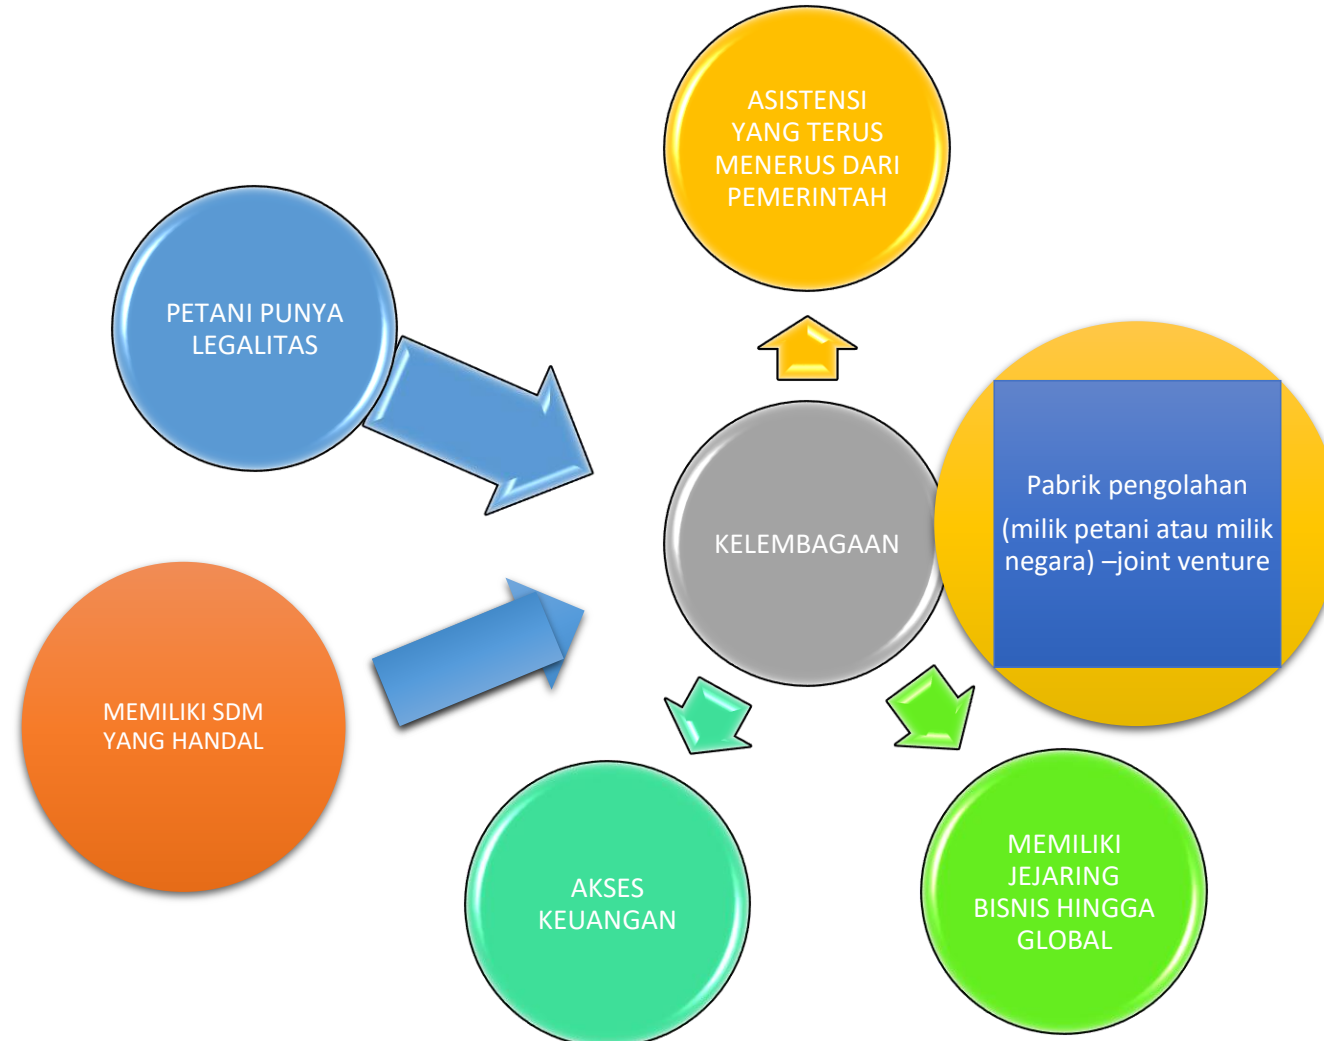 ASISTENSI
YANG TERUS
MENERUS DARI
PEMERINTAH
PETANI PUNYA
LEGALITAS
KELEMBAGAAN
Pabrik pengolahan
(milik petani atau milik
negara) –joint venture
MEMILIKI SDM
YANG HANDAL
AKSES
KEUANGAN
MEMILIKI
JEJARING
BISNIS HINGGA
GLOBAL